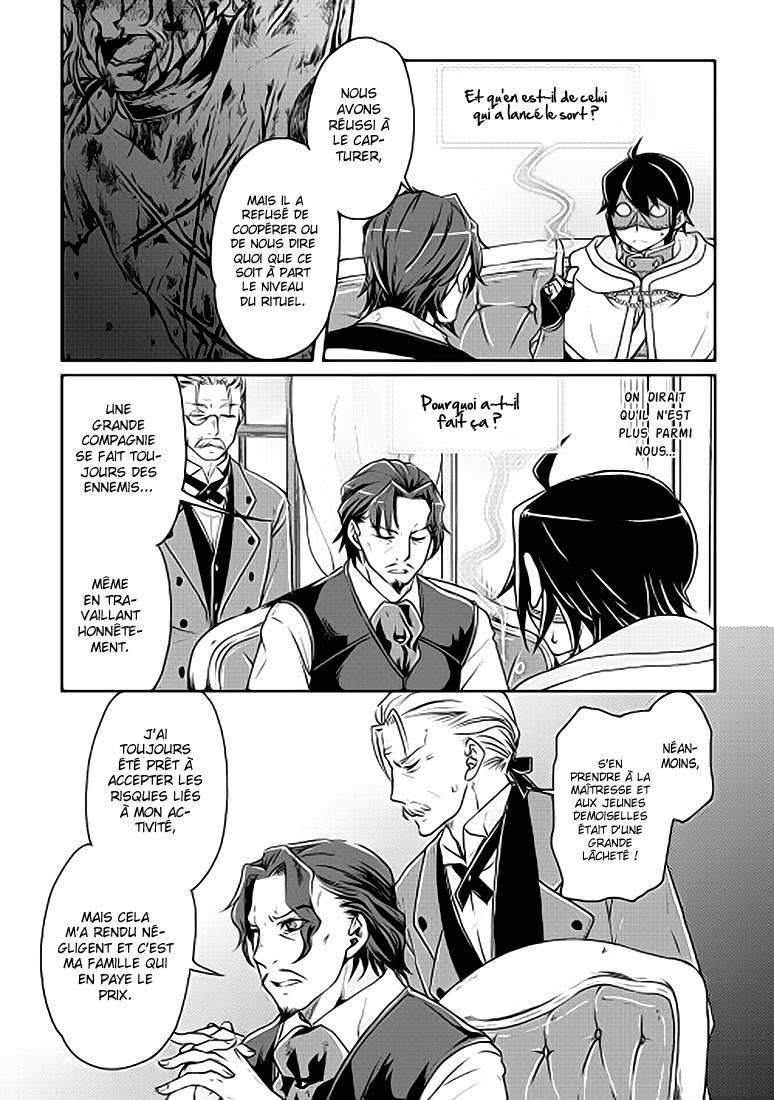 Et qu'en est-il de celui
qui a lancé le sort ?
NOUS
AVONS
RÉUSSI À
LE CAP-
TURER,
MAIS IL A
REFUSÉ DE
COOPÉRER OU
DE NOUS DIRE
QUOI QUE CE
SOIT À PART
LE NIVEAU
DU RITUEL.
ON DIRAIT
QU'IL N'EST
PLUS PARMI
NOUS...
Pourquoi a-t-il
fait ça ?
UNE
GRANDE
COMPAGNIE
SE FAIT TOU-
JOURS DES
ENNEMIS...
MÊME
EN TRA-
VAILLANT
HONNÊTE-
MENT.
NÉAN-
MOINS,
S'EN
PRENDRE À LA
MAÎTRESSE ET
AUX JEUNES
DEMOISELLES
ÉTAIT D'UNE
GRANDE
LÂCHETÉ !
J'AI
TOUJOURS
ÉTÉ PRÊT À
ACCEPTER LES
RISQUES LIÉS
À MON AC-
TIVITÉ,
MAIS CELA
M'A RENDU NÉ-
GLIGENT ET C'EST
MA FAMILLE QUI
EN PAYE LE
PRIX.